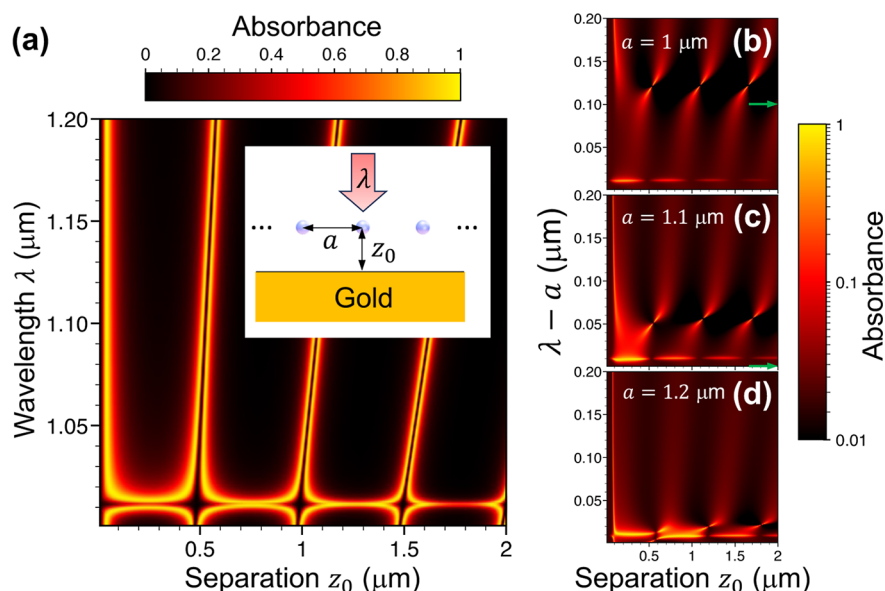 (a)
Absorbance
0 0.2 0.4 0.6 0.8 1
Wavelength λ (μm)
1.20
1.15
1.10
1.05
λ
... ...
a
z₀
Gold
0.5 1 1.5 2
Separation z₀ (μm)
λ − a (μm)
0.20
0.15
0.10
0.05
a = 1 μm (b)
0.20
0.15
0.10
0.05
a = 1.1 μm (c)
0.20
0.15
0.10
0.05
a = 1.2 μm (d)
0.5 1 1.5 2
Separation z₀ (μm)
1
0.1
0.01
Absorbance